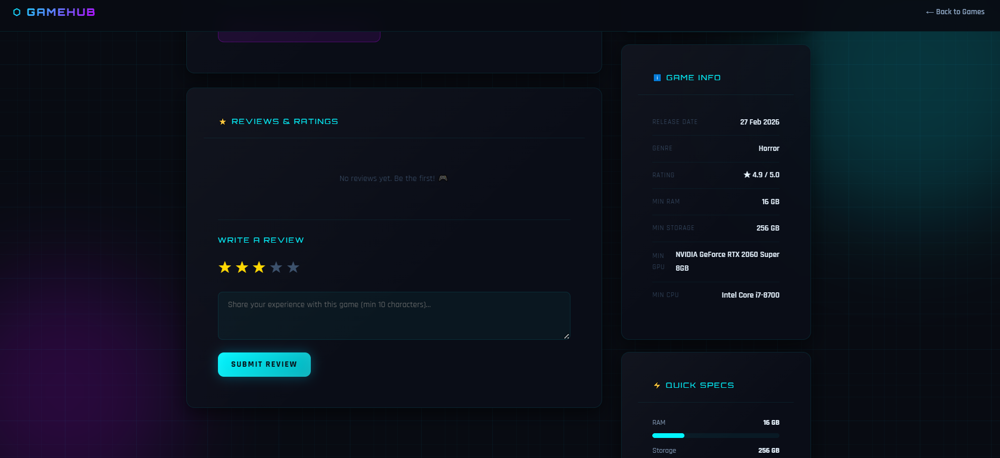 GAMEHUB
← Back to Games
★ REVIEWS & RATINGS
No reviews yet. Be the first! 🎮
WRITE A REVIEW
★ ★ ★ ★ ★
Share your experience with this game (min 10 characters)...
SUBMIT REVIEW
ℹ GAME INFO
RELEASE DATE 27 Feb 2026
GENRE Horror
RATING ★ 4.9 / 5.0
MIN RAM 16 GB
MIN STORAGE 256 GB
MIN GPU NVIDIA GeForce RTX 2060 Super
8GB
MIN CPU Intel Core i7-8700
⚡ QUICK SPECS
RAM 16 GB
Storage 256 GB